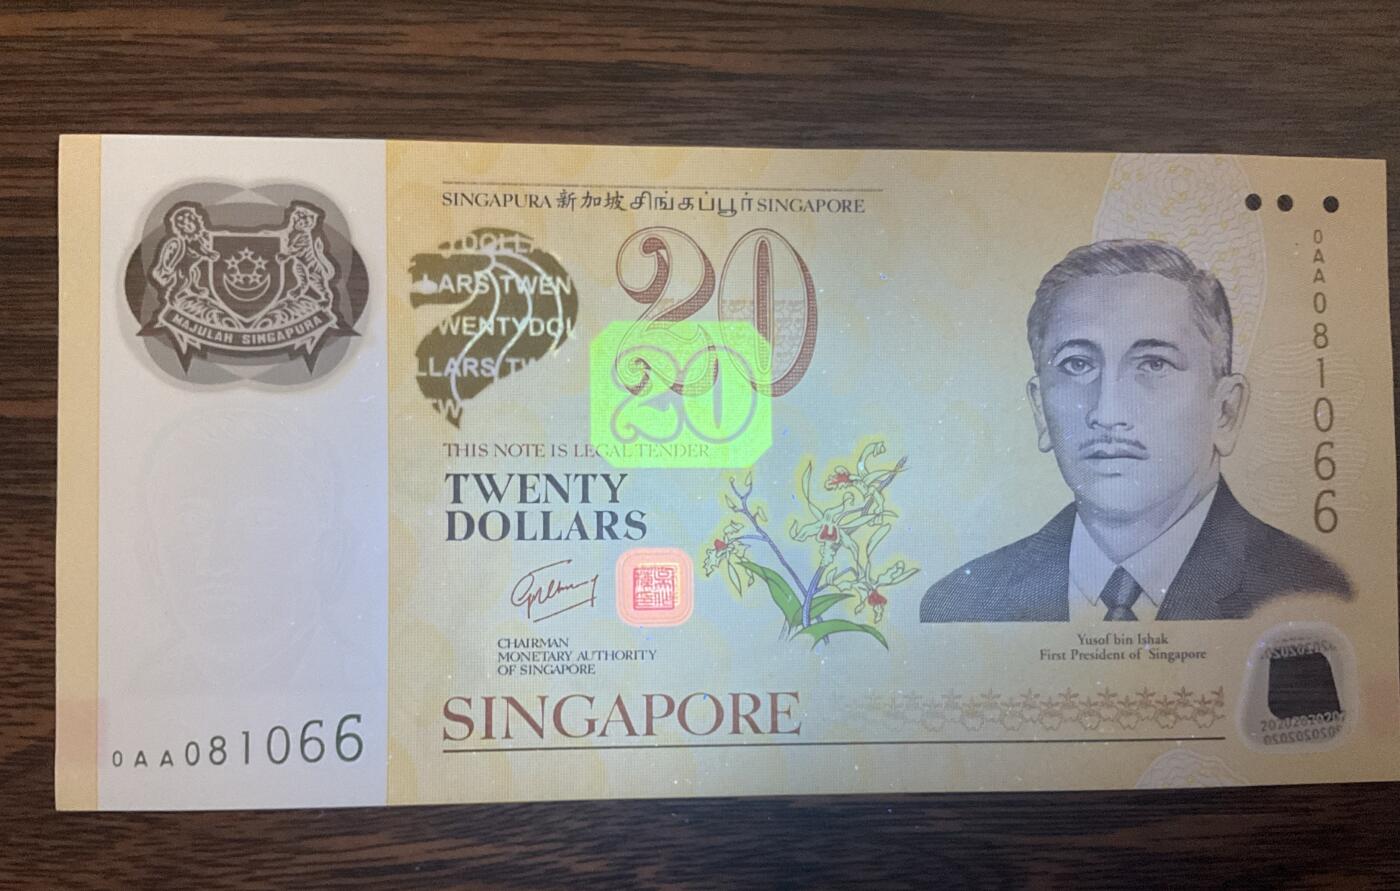 SINGAPURA 新加坡 சிங்கப்பூர் SINGAPORE
MAJULAH SINGAPURA
20
20
THIS NOTE IS LEGAL TENDER
TWENTY
DOLLARS
CHAIRMAN
MONETARY AUTHORITY
OF SINGAPORE
SINGAPORE
0AA081066
0AA081066
Yusof bin Ishak
First President of Singapore